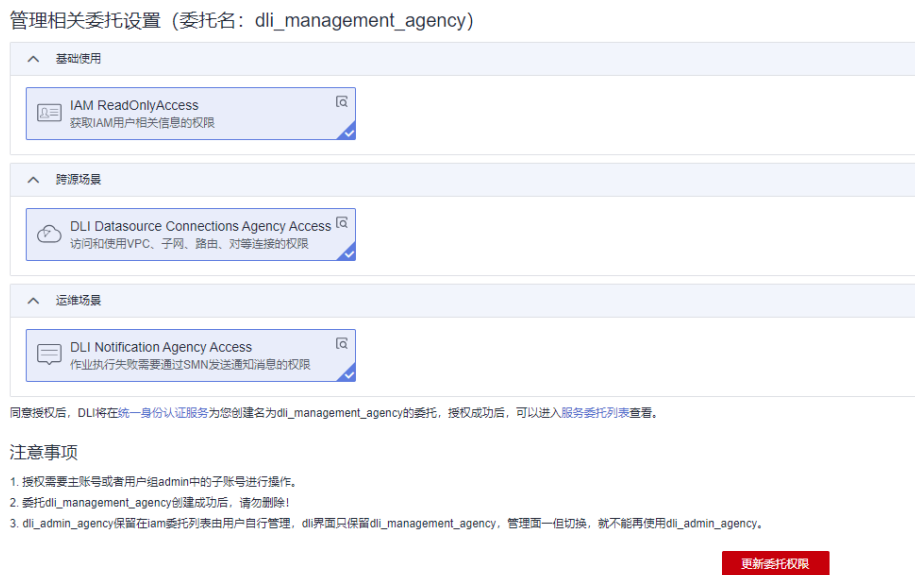 管理相关委托设置（委托名：dli_management_agency）
基础使用
IAM ReadOnlyAccess
获取IAM用户相关信息的权限
跨源场景
DLI Datasource Connections Agency Access
访问和使用VPC、子网、路由、对等连接的权限
运维场景
DLI Notification Agency Access
作业执行失败需要通过SMN发送通知消息的权限
同意授权后，DLI将在统一身份认证服务为您创建名为dli_management_agency的委托，授权成功后，可以进入服务委托列表查看。
注意事项
1. 授权需要主账号或者用户组admin中的子账号进行操作。
2. 委托dli_management_agency创建成功后，请勿删除！
3. dli_admin_agency保留在iam委托列表由用户自行管理，dli界面只保留dli_management_agency，管理面一但切换，就不能再使用dli_admin_agency。
更新委托权限